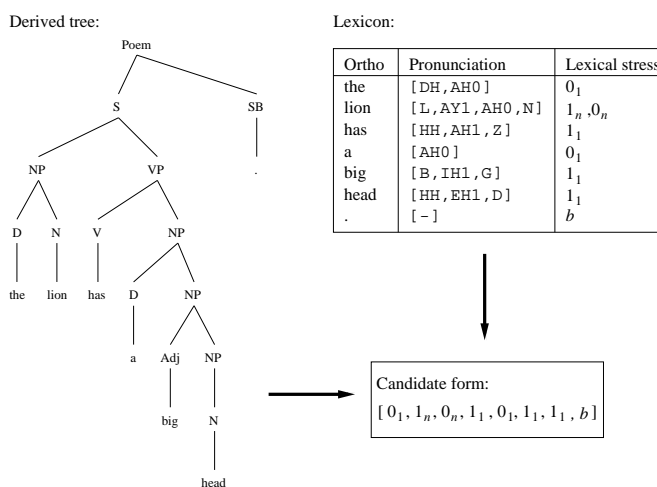 Derived tree:
Poem
S SB
NP VP .
D N V NP
the lion has D NP
a Adj NP
big N
head
Lexicon:
Ortho Pronunciation Lexical stress
the [DH,AH0] 0₁
lion [L,AY1,AH0,N] 1ₙ ,0ₙ
has [HH,AH1,Z] 1₁
a [AH0] 0₁
big [B,IH1,G] 1₁
head [HH,EH1,D] 1₁
. [-] b
Candidate form:
[ 0₁, 1ₙ, 0ₙ, 1₁ , 0₁, 1₁, 1₁ , b ]